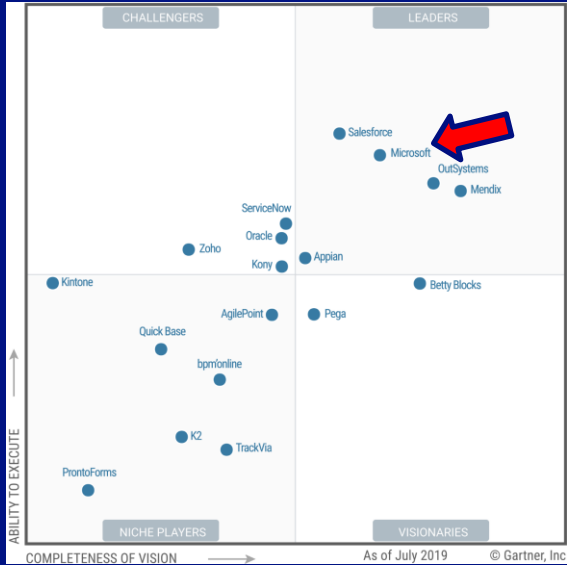 CHALLENGERS
LEADERS
Salesforce
Microsoft
OutSystems
Mendix
ServiceNow
Oracle
Zoho
Appian
Kony
Kintone
Betty Blocks
AgilePoint
Pega
Quick Base
bpm'online
K2
TrackVia
ProntoForms
ABILITY TO EXECUTE
NICHE PLAYERS
VISIONARIES
COMPLETENESS OF VISION
As of July 2019
© Gartner, Inc